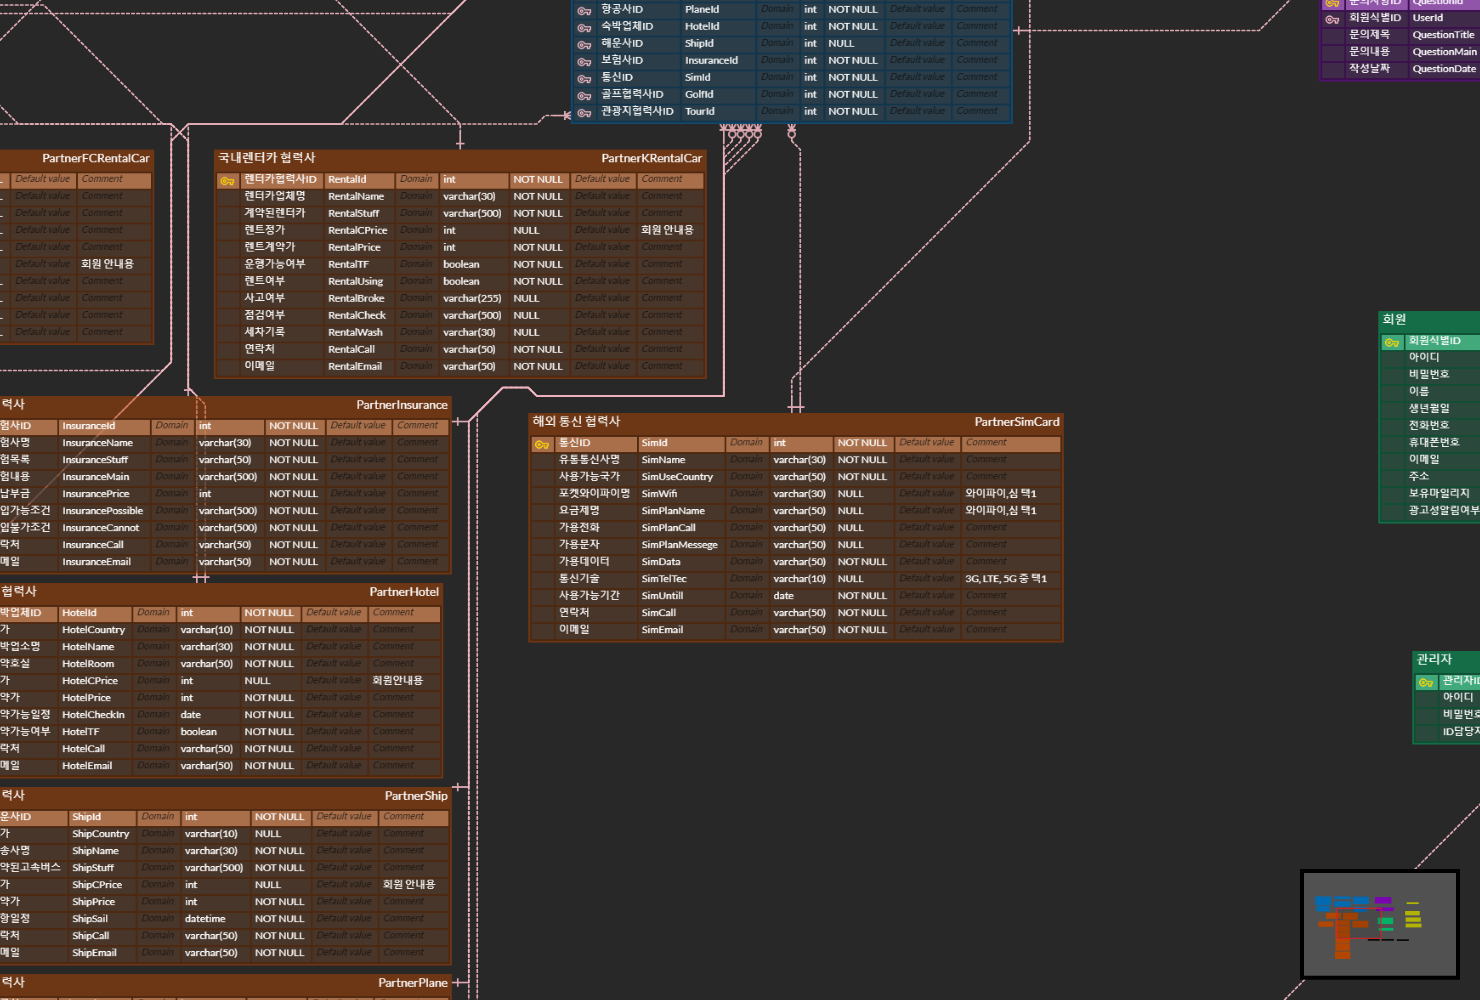 항공사ID PlaneId Domain int NOT NULL Default value Comment
숙박업체ID HotelId Domain int NOT NULL Default value Comment
해운사ID ShipId Domain int NULL Default value Comment
보험사ID InsuranceId Domain int NOT NULL Default value Comment
통신ID SimId Domain int NOT NULL Default value Comment
골프협력사ID GolfId Domain int NOT NULL Default value Comment
관광지협력사ID TourId Domain int NOT NULL Default value Comment
회원식별ID UserId
문의제목 QuestionTitle
문의내용 QuestionMain
작성날짜 QuestionDate
PartnerFCRentalCar
Default value Comment
Default value Comment
Default value Comment
Default value Comment
Default value Comment
Default value 회원 안내용
Default value Comment
Default value Comment
Default value Comment
Default value Comment
국내렌터카 협력사 PartnerKRentalCar
렌터카협력사ID RentalId Domain int NOT NULL Default value Comment
렌터카업체명 RentalName Domain varchar(30) NOT NULL Default value Comment
계약된렌터카 RentalStuff Domain varchar(500) NOT NULL Default value Comment
렌트정가 RentalCPrice Domain int NULL Default value 회원 안내용
렌트계약가 RentalPrice Domain int NOT NULL Default value Comment
운행가능여부 RentalTF Domain boolean NOT NULL Default value Comment
렌트여부 RentalUsing Domain boolean NOT NULL Default value Comment
사고여부 RentalBroke Domain varchar(255) NULL Default value Comment
점검여부 RentalCheck Domain varchar(500) NULL Default value Comment
세차기록 RentalWash Domain varchar(30) NULL Default value Comment
연락처 RentalCall Domain varchar(50) NOT NULL Default value Comment
이메일 RentalEmail Domain varchar(50) NOT NULL Default value Comment
력사 PartnerInsurance
험사ID InsuranceId Domain int NOT NULL Default value Comment
험사명 InsuranceName Domain varchar(30) NOT NULL Default value Comment
험목록 InsuranceStuff Domain varchar(50) NOT NULL Default value Comment
험내용 InsuranceMain Domain varchar(500) NOT NULL Default value Comment
납부금 InsurancePrice Domain int NOT NULL Default value Comment
입가능조건 InsurancePossible Domain varchar(500) NOT NULL Default value Comment
입불가조건 InsuranceCannot Domain varchar(500) NOT NULL Default value Comment
락처 InsuranceCall Domain varchar(50) NOT NULL Default value Comment
메일 InsuranceEmail Domain varchar(50) NOT NULL Default value Comment
해외 통신 협력사 PartnerSimCard
통신ID SimId Domain int NOT NULL Default value Comment
유통통신사명 SimName Domain varchar(30) NOT NULL Default value Comment
사용가능국가 SimUseCountry Domain varchar(50) NOT NULL Default value Comment
포켓와이파이명 SimWifi Domain varchar(30) NULL Default value 와이파이,심 택1
요금제명 SimPlanName Domain varchar(50) NULL Default value 와이파이,심 택1
가용전화 SimPlanCall Domain varchar(50) NULL Default value Comment
가용문자 SimPlanMessege Domain varchar(50) NULL Default value Comment
가용데이터 SimData Domain varchar(50) NOT NULL Default value Comment
통신기술 SimTelTec Domain varchar(10) NULL Default value 3G, LTE, 5G 중 택1
사용가능기간 SimUntill Domain date NOT NULL Default value Comment
연락처 SimCall Domain varchar(50) NOT NULL Default value Comment
이메일 SimEmail Domain varchar(50) NOT NULL Default value Comment
회원
회원식별ID
아이디
비밀번호
이름
생년월일
전화번호
휴대폰번호
이메일
주소
보유마일리지
광고성알림여부
협력사 PartnerHotel
박업체ID HotelId Domain int NOT NULL Default value Comment
가 HotelCountry Domain varchar(10) NOT NULL Default value Comment
박업소명 HotelName Domain varchar(30) NOT NULL Default value Comment
약호실 HotelRoom Domain varchar(50) NOT NULL Default value Comment
가 HotelCPrice Domain int NULL Default value 회원안내용
약가 HotelPrice Domain int NOT NULL Default value Comment
약가능일정 HotelCheckIn Domain date NOT NULL Default value Comment
약가능여부 HotelTF Domain boolean NOT NULL Default value Comment
락처 HotelCall Domain varchar(50) NOT NULL Default value Comment
메일 HotelEmail Domain varchar(50) NOT NULL Default value Comment
관리자
관리자ID
아이디
비밀번호
ID담당자
력사 PartnerShip
운사ID ShipId Domain int NOT NULL Default value Comment
가 ShipCountry Domain varchar(10) NULL Default value Comment
송사명 ShipName Domain varchar(30) NOT NULL Default value Comment
약된고속버스 ShipStuff Domain varchar(500) NOT NULL Default value Comment
가 ShipCPrice Domain int NULL Default value 회원 안내용
약가 ShipPrice Domain int NOT NULL Default value Comment
항일정 ShipSail Domain datetime NOT NULL Default value Comment
락처 ShipCall Domain varchar(50) NOT NULL Default value Comment
메일 ShipEmail Domain varchar(50) NOT NULL Default value Comment
력사 PartnerPlane